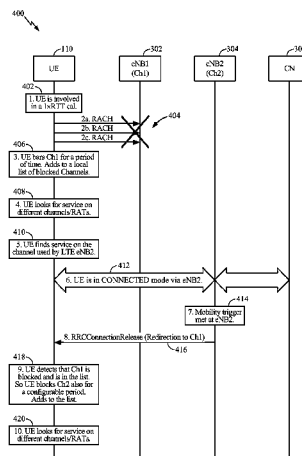 400
110
302
304
UE
eNB1
(Ch1)
eNB2
(Ch2)
CN
402
1. UE is involved
in a 1xRTT cal.
2a. RACH
2b. RACH
2c. RACH
404
406
3. UE bars Ch1 for a period
of time. Adds to a local
list of blocked Channels.
408
4. UE looks for service on
different channels/RATs.
410
5. UE finds service on the
channel used by LTE eNB2.
412
6. UE is in CONNECTED mode via eNB2.
414
7. Mobility trigger
met at eNB2.
8. RRCConnectionRelease (Redirection to Ch1)
416
418
9. UE detects that Ch1 is
blocked and is in the list.
So UE blocks Ch2 also for
a configurable period.
Adds to the list.
420
10. UE looks for service on
different channels/RATs.